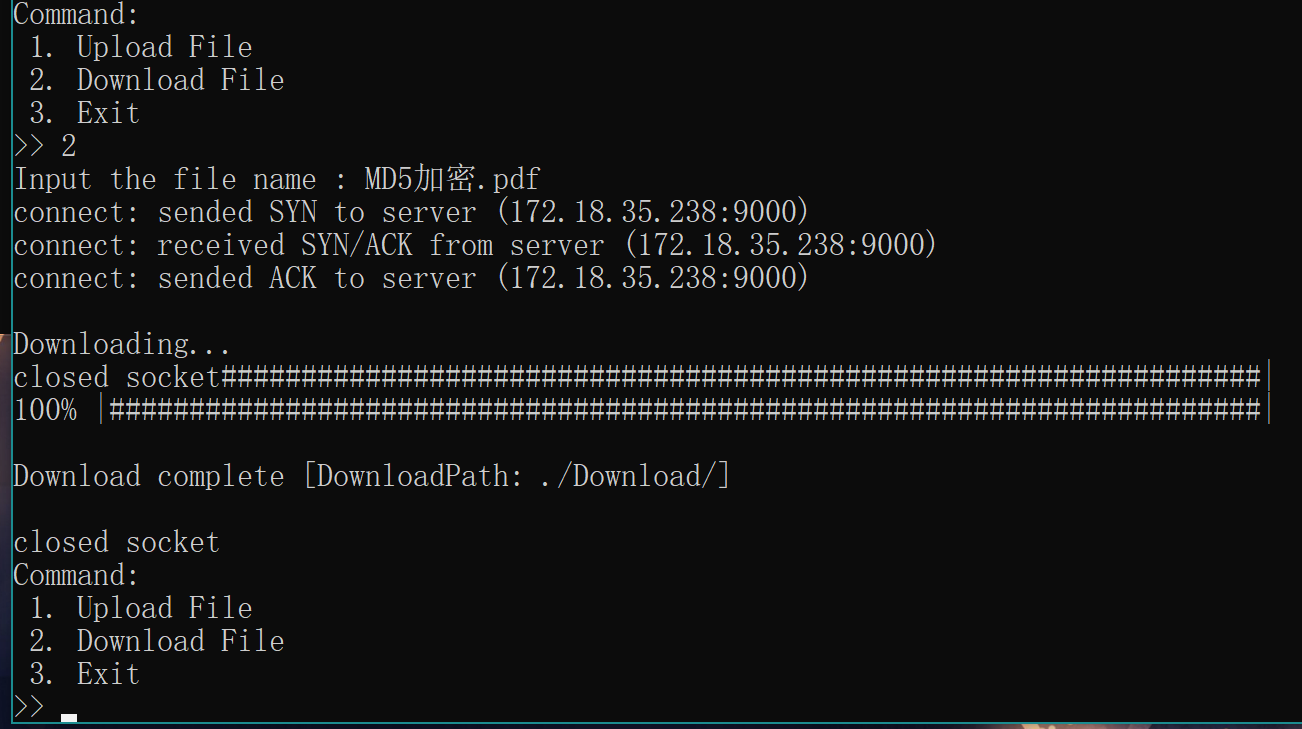 Command:
1. Upload File
2. Download File
3. Exit
>> 2
Input the file name : MD5加密.pdf
connect: sended SYN to server (172.18.35.238:9000)
connect: received SYN/ACK from server (172.18.35.238:9000)
connect: sended ACK to server (172.18.35.238:9000)
Downloading...
closed socket#################################################################|
100% |########################################################################|
Download complete [DownloadPath: ./Download/]
closed socket
Command:
1. Upload File
2. Download File
3. Exit
>>